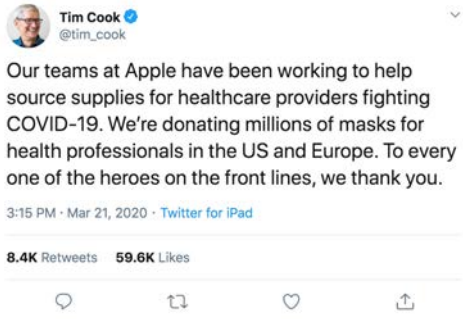 Tim Cook
@tim_cook
Our teams at Apple have been working to help
source supplies for healthcare providers fighting
COVID-19. We're donating millions of masks for
health professionals in the US and Europe. To every
one of the heroes on the front lines, we thank you.
3:15 PM · Mar 21, 2020 · Twitter for iPad
8.4K Retweets 59.6K Likes